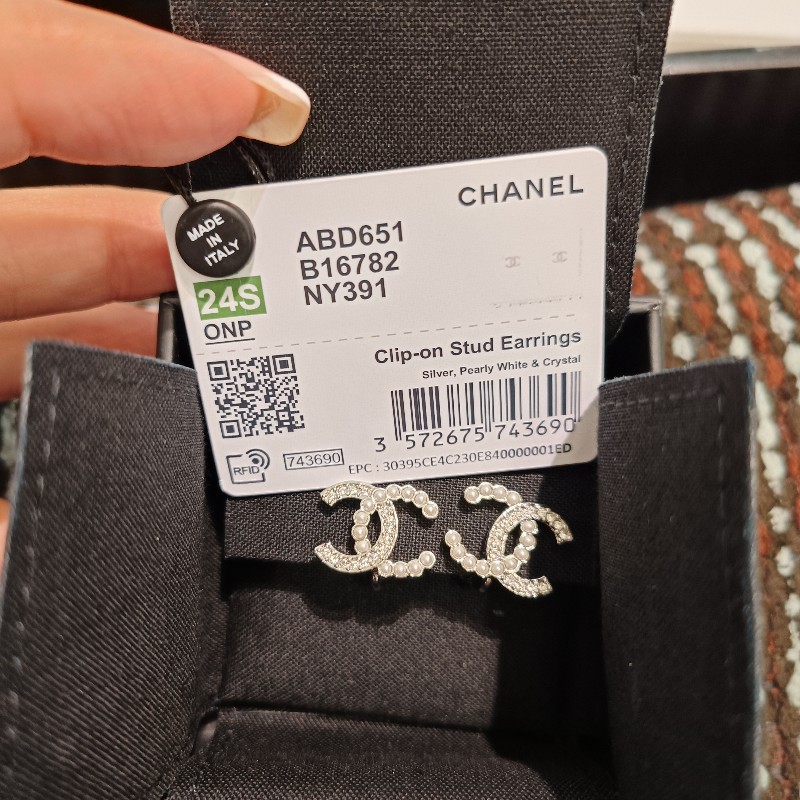 CHANEL
MADE
IN
ITALY
ABD651
B16782
NY391
24S
ONP
Clip-on Stud Earrings
Silver, Pearly White & Crystal
3 572675 743690
RFID
743690
EPC : 30395CE4C230E840000001ED